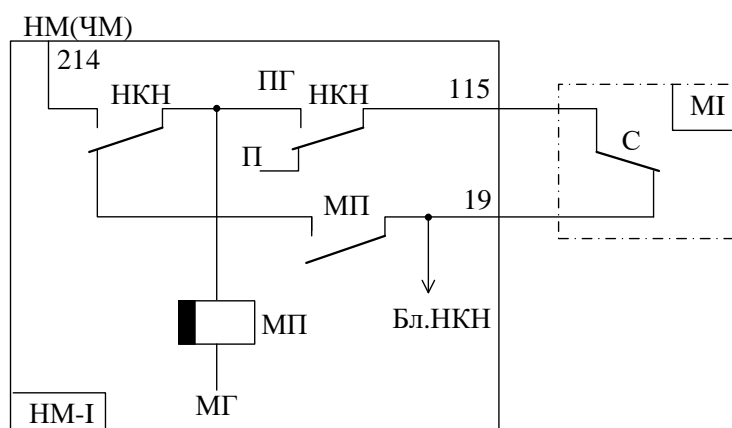 НМ(ЧМ)
214
НКН
ПГ
НКН
115
МI
П
С
МП
19
МП
Бл.НКН
МГ
НМ-I